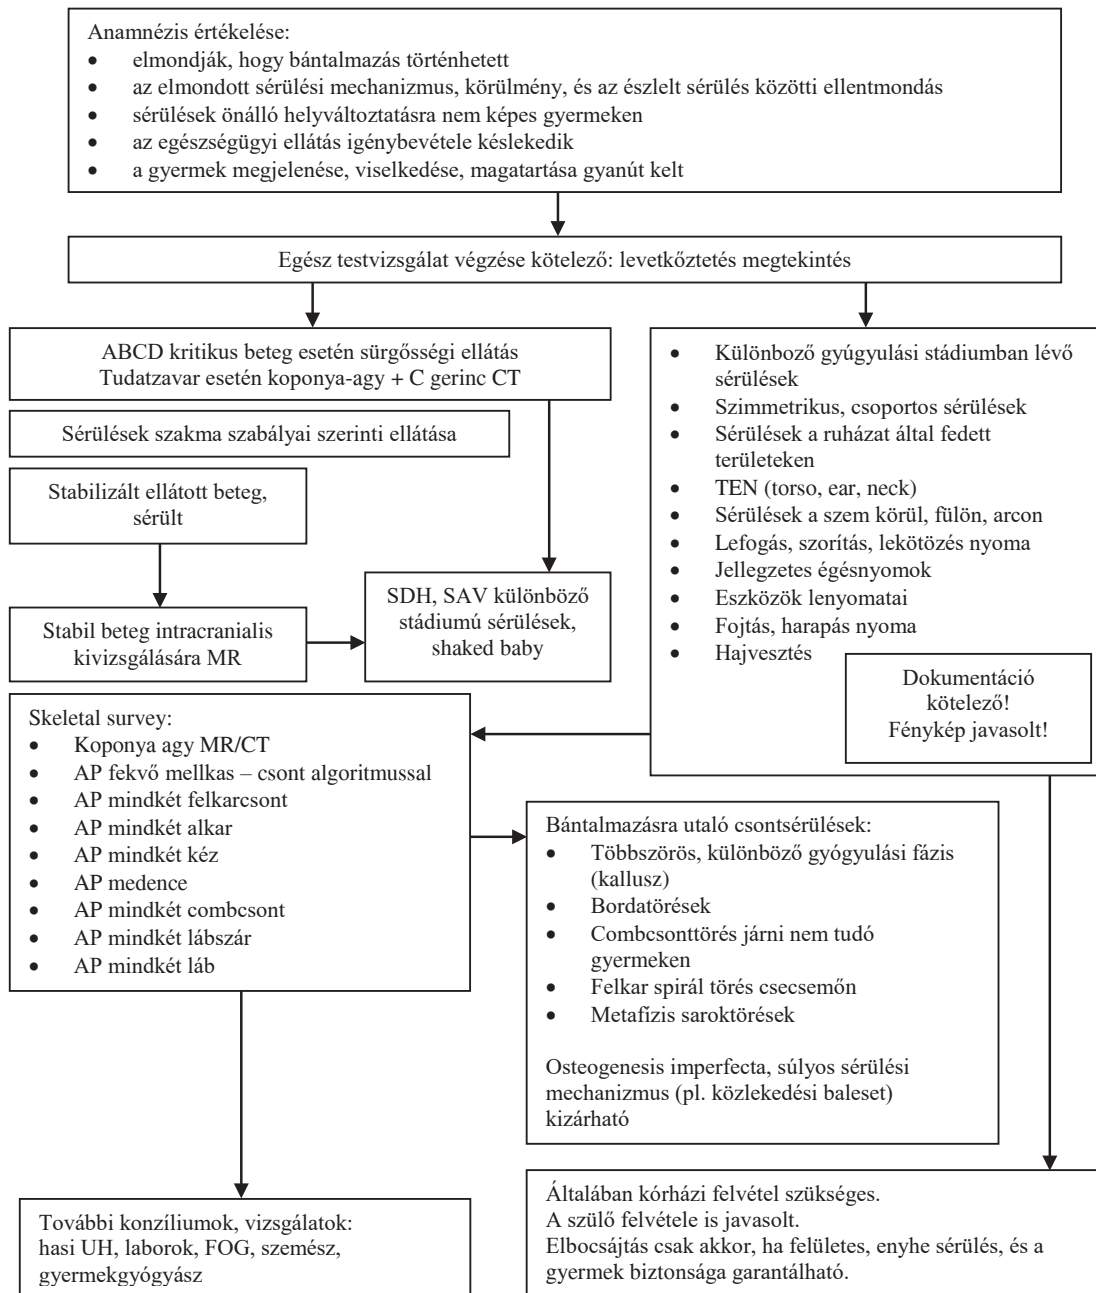 Anamnézis értékelése:
• elmondják, hogy bántalmazás történhetett
• az elmondott sérülési mechanizmus, körülmény, és az észlelt sérülés közötti ellentmondás
• sérülések önálló helyváltoztatásra nem képes gyermeken
• az egészségügyi ellátás igénybevétele késlekedik
• a gyermek megjelenése, viselkedése, magatartása gyanút kelt
Egész testvizsgálat végzése kötelező: levetkőztetés megtekintés
ABCD kritikus beteg esetén sürgősségi ellátás
Tudatzavar esetén koponya-agy + C gerinc CT
Sérülések szakma szabályai szerinti ellátása
Stabilizált ellátott beteg,
sérült
Stabil beteg intracranialis
kivizsgálására MR
SDH, SAV különböző
stádiumú sérülések,
shaked baby
• Különboző gyúgyulási stádiumban lévő
sérülések
• Szimmetrikus, csoportos sérülések
• Sérülések a ruházat által fedett
területeken
• TEN (torso, ear, neck)
• Sérülések a szem körül, fülön, arcon
• Lefogás, szorítás, lekötözés nyoma
• Jellegzetes égésnyomok
• Eszközök lenyomatai
• Fojtás, harapás nyoma
• Hajvesztés
Dokumentáció
kötelező!
Fénykép javasolt!
Skeletal survey:
• Koponya agy MR/CT
• AP fekvő mellkas – csont algoritmussal
• AP mindkét felkarcsont
• AP mindkét alkar
• AP mindkét kéz
• AP medence
• AP mindkét combcsont
• AP mindkét lábszár
• AP mindkét láb
Bántalmazásra utaló csontsérülések:
• Többszörös, különböző gyógyulási fázis
(kallusz)
• Bordatörések
• Combcsonttörés járni nem tudó
gyermeken
• Felkar spirál törés csecsemőn
• Metafízis saroktörések
Osteogenesis imperfecta, súlyos sérülési
mechanizmus (pl. közlekedési baleset)
kizárható
További konzíliumok, vizsgálatok:
hasi UH, laborok, FOG, szemész,
gyermekgyógyász
Általában kórházi felvétel szükséges.
A szülő felvétele is javasolt.
Elbocsájtás csak akkor, ha felületes, enyhe sérülés, és a
gyermek biztonsága garantálható.